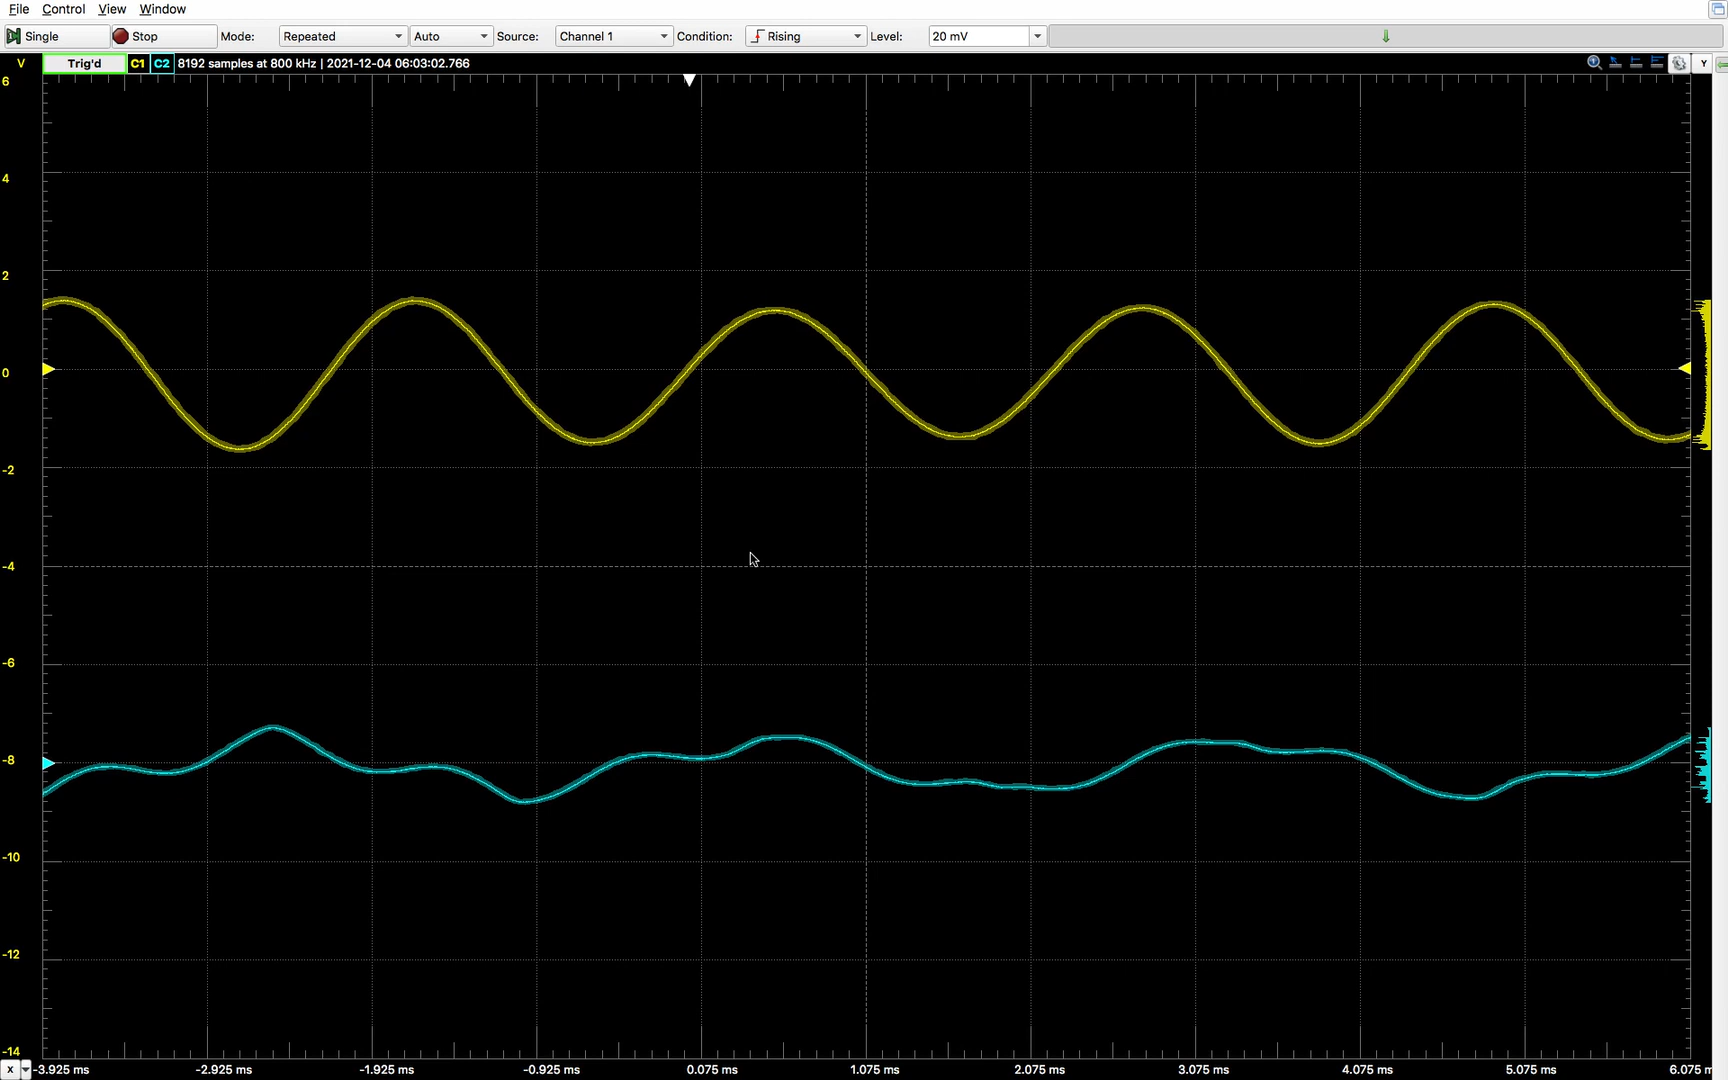 File Control View Window
Single Stop Mode: Repeated Auto Source: Channel 1 Condition: Rising Level: 20 mV
V Trig'd C1 C2 8192 samples at 800 kHz | 2021-12-04 06:03:02.766 Y
6
4
2
0
-2
-4
-6
-8
-10
-12
-14
X -3.925 ms -2.925 ms -1.925 ms -0.925 ms 0.075 ms 1.075 ms 2.075 ms 3.075 ms 4.075 ms 5.075 ms 6.075 m